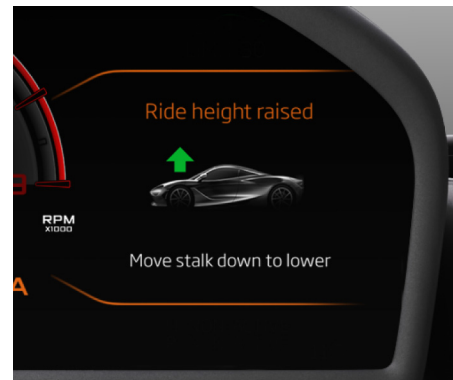 Ride height raised
RPM
X1000
A
Move stalk down to lower